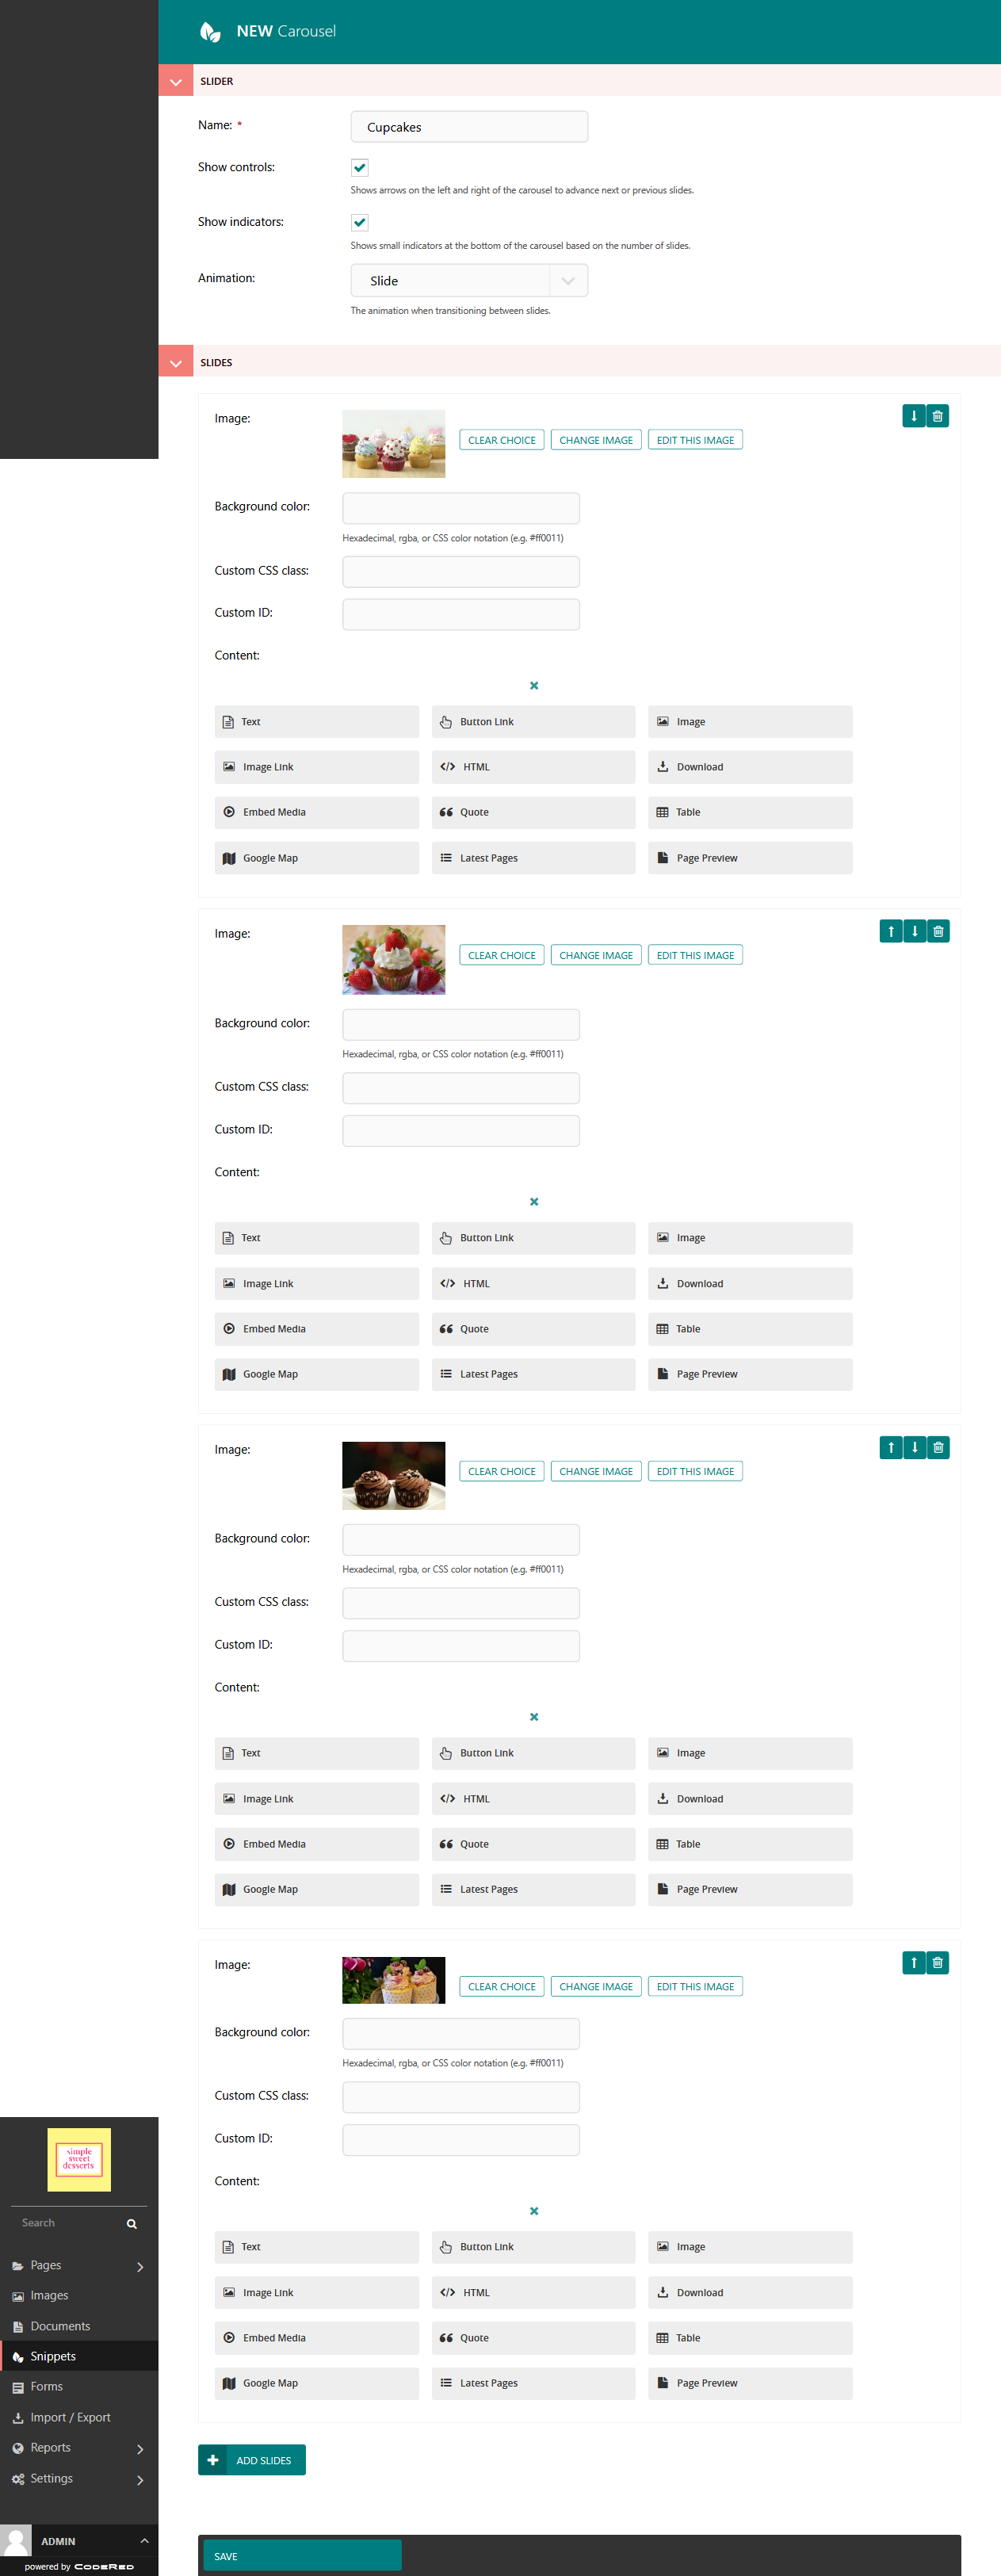 NEW Carousel
SLIDER
Name: *
Cupcakes
Show controls:
Shows arrows on the left and right of the carousel to advance next or previous slides.
Show indicators:
Shows small indicators at the bottom of the carousel based on the number of slides.
Animation:
Slide
The animation when transitioning between slides.
SLIDES
Image:
CLEAR CHOICE CHANGE IMAGE EDIT THIS IMAGE
Background color:
Hexadecimal, rgba, or CSS color notation (e.g. #ff0011)
Custom CSS class:
Custom ID:
Content:
Text Button Link Image
Image Link HTML Download
Embed Media Quote Table
Google Map Latest Pages Page Preview
Image:
CLEAR CHOICE CHANGE IMAGE EDIT THIS IMAGE
Background color:
Hexadecimal, rgba, or CSS color notation (e.g. #ff0011)
Custom CSS class:
Custom ID:
Content:
Text Button Link Image
Image Link HTML Download
Embed Media Quote Table
Google Map Latest Pages Page Preview
Image:
CLEAR CHOICE CHANGE IMAGE EDIT THIS IMAGE
Background color:
Hexadecimal, rgba, or CSS color notation (e.g. #ff0011)
Custom CSS class:
Custom ID:
Content:
Text Button Link Image
Image Link HTML Download
Embed Media Quote Table
Google Map Latest Pages Page Preview
Image:
CLEAR CHOICE CHANGE IMAGE EDIT THIS IMAGE
Background color:
Hexadecimal, rgba, or CSS color notation (e.g. #ff0011)
Custom CSS class:
Custom ID:
Content:
Text Button Link Image
Image Link HTML Download
Embed Media Quote Table
Google Map Latest Pages Page Preview
ADD SLIDES
SAVE
simple
sweet
desserts
Search
Pages
Images
Documents
Snippets
Forms
Import / Export
Reports
Settings
ADMIN
powered by CODERED